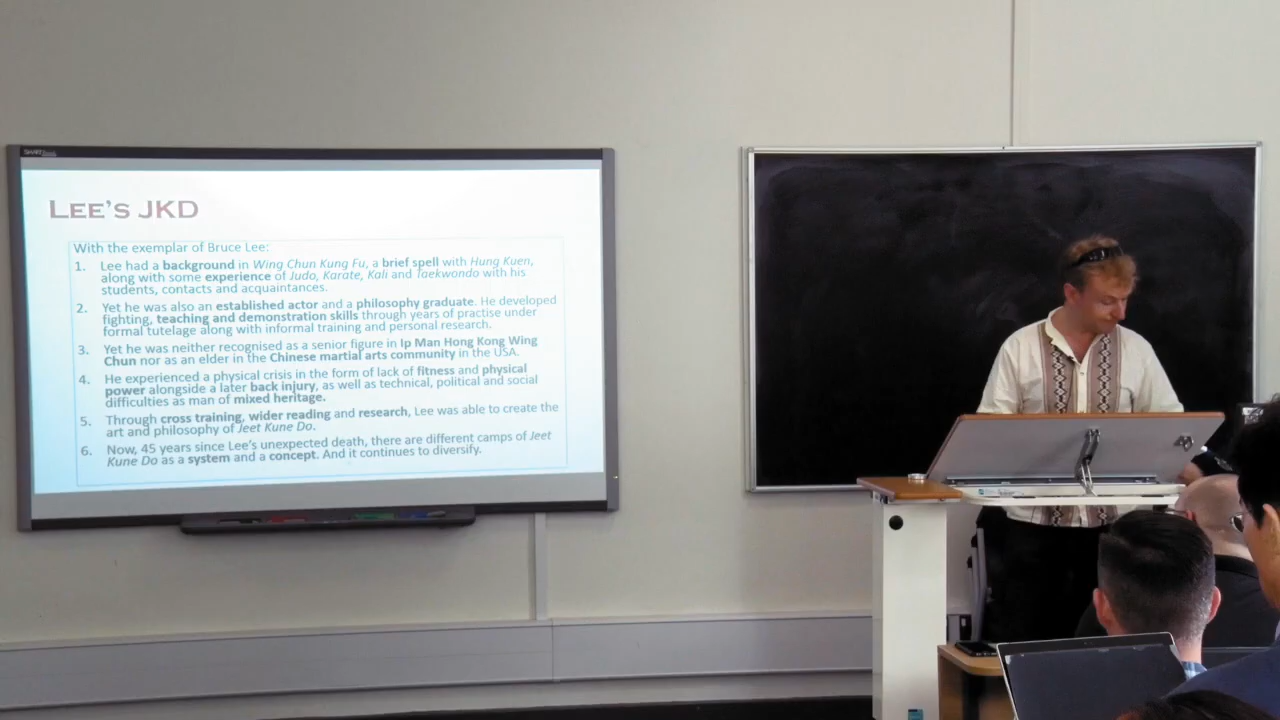 SMART
LEE'S JKD
With the exemplar of Bruce Lee:
1. Lee had a background in Wing Chun Kung Fu, a brief spell with Hung Kuen,
along with some experience of Judo, Karate, Kali and Taekwondo with his
students, contacts and acquaintances.
2. Yet he was also an established actor and a philosophy graduate. He developed
fighting, teaching and demonstration skills through years of practise under
formal tutelage along with informal training and personal research.
3. Yet he was neither recognised as a senior figure in Ip Man Hong Kong Wing
Chun nor as an elder in the Chinese martial arts community in the USA.
4. He experienced a physical crisis in the form of lack of fitness and physical
power alongside a later back injury, as well as technical, political and social
difficulties as man of mixed heritage.
5. Through cross training, wider reading and research, Lee was able to create the
art and philosophy of Jeet Kune Do.
6. Now, 45 years since Lee's unexpected death, there are different camps of Jeet
Kune Do as a system and a concept. And it continues to diversify.